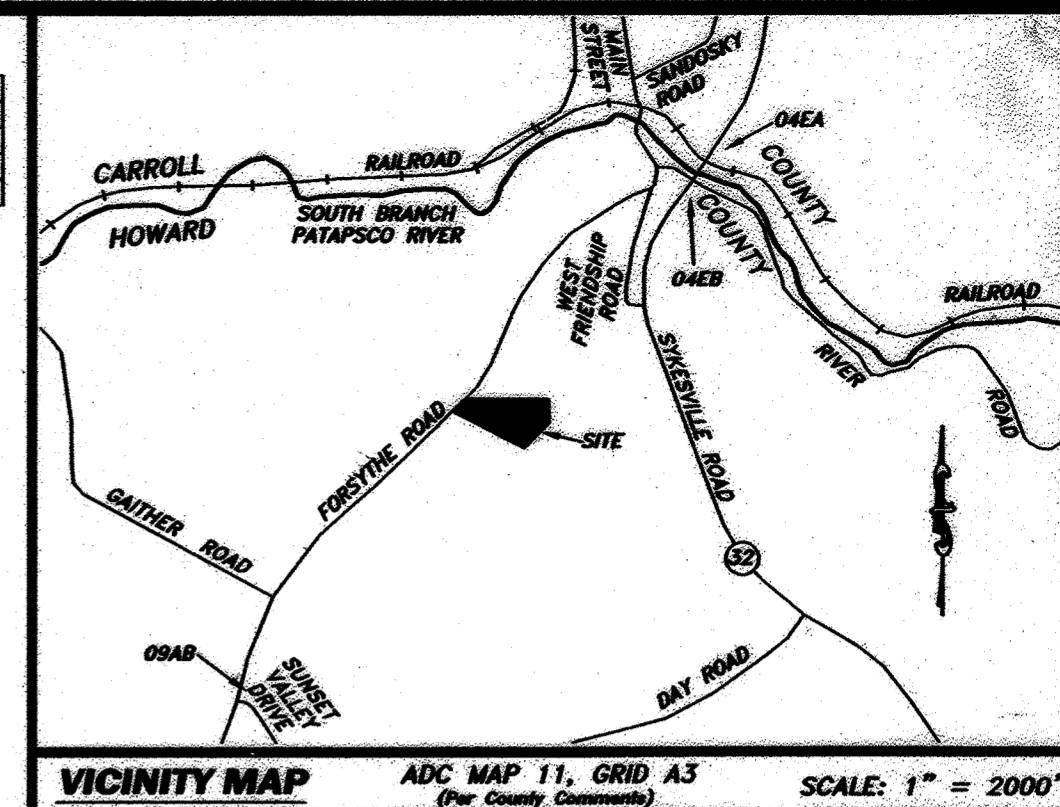 MAIN
STREET
SANDOSKY
ROAD
04EA
CARROLL
RAILROAD
COUNTY
HOWARD
SOUTH BRANCH
PATAPSCO RIVER
COUNTY
WEST
FRIENDSHIP
ROAD
04EB
RAILROAD
RIVER
ROAD
SYKESVILLE ROAD
FORSYTHE ROAD
SITE
GAITHER ROAD
32
09AB
SUNSET
VALLEY
DRIVE
DAY ROAD
VICINITY MAP
ADC MAP 11, GRID A3
(Per County Comments)
SCALE: 1" = 2000'